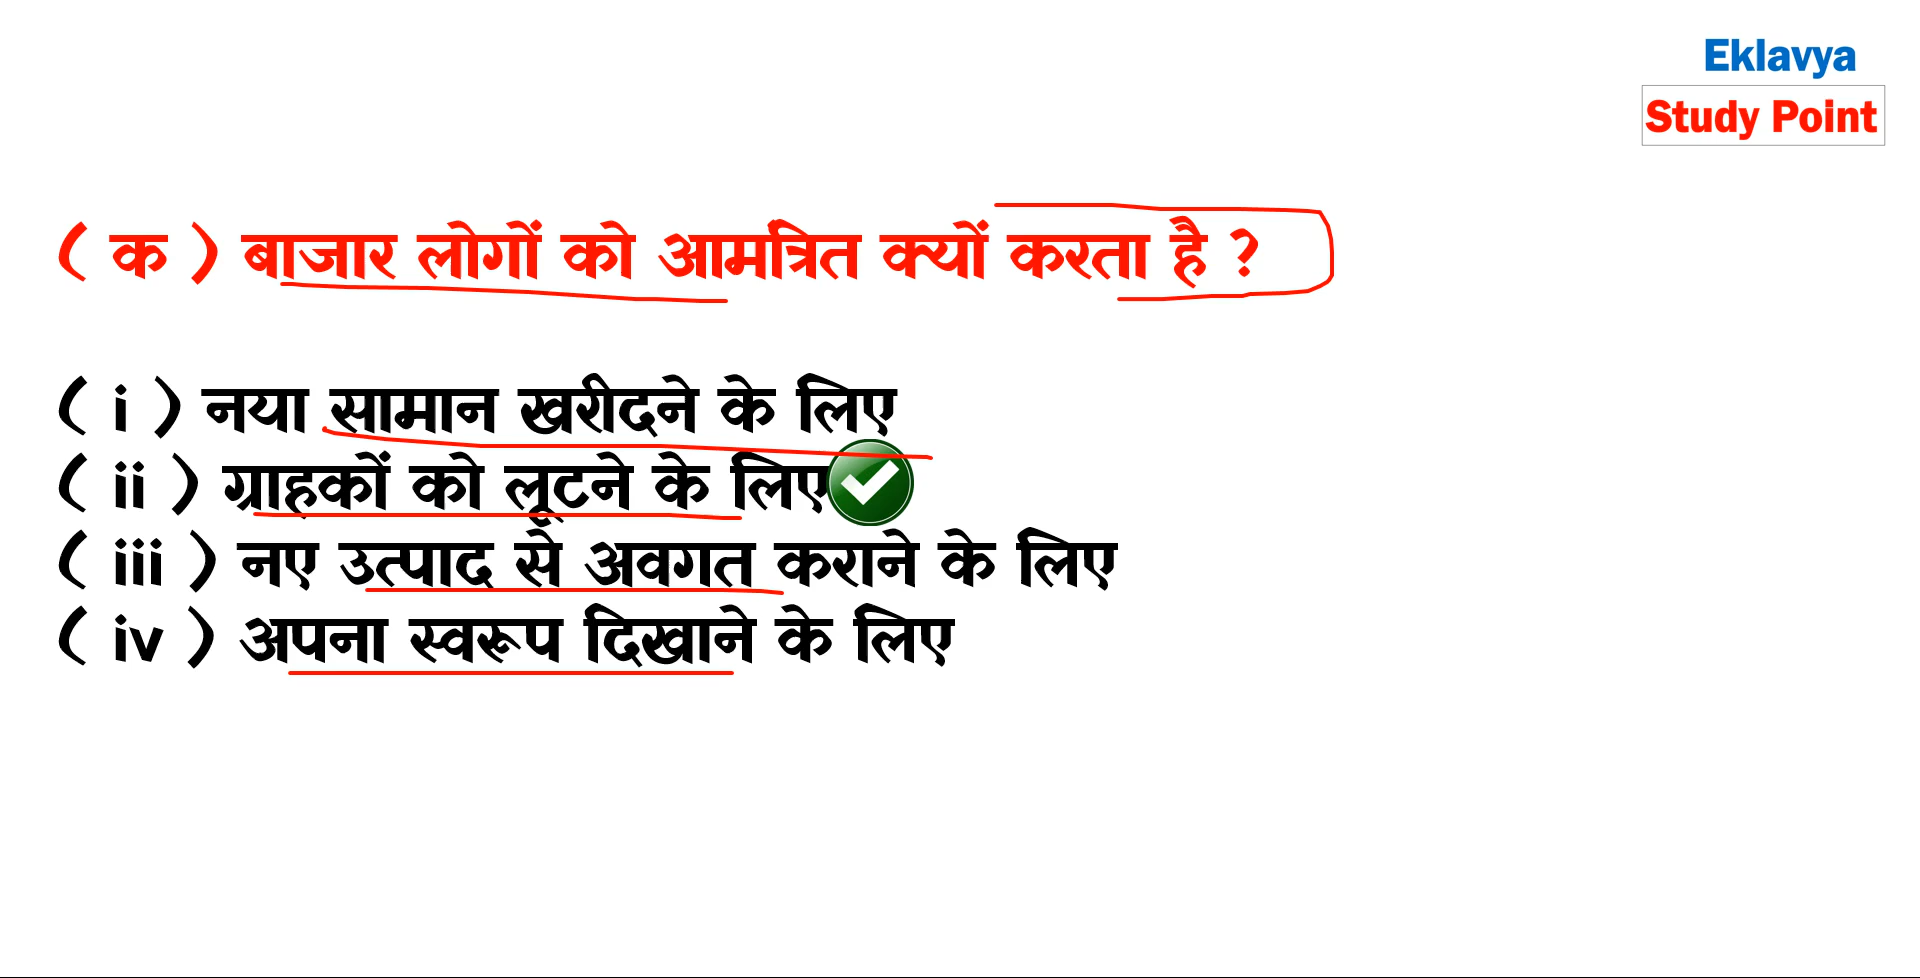 Eklavya
Study Point
( क ) बाजार लोगों को आमंत्रित क्यों करता है ?
( i ) नया सामान खरीदने के लिए
( ii ) ग्राहकों को लूटने के लिए
( iii ) नए उत्पाद से अवगत कराने के लिए
( iv ) अपना स्वरूप दिखाने के लिए